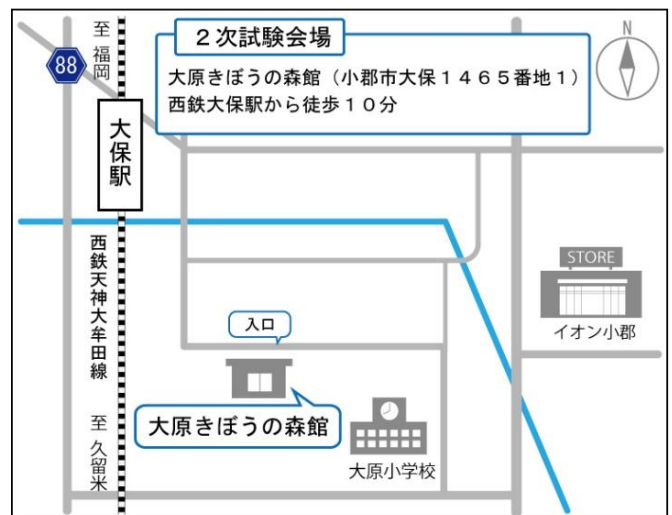 ２次試験会場
大原きぼうの森館（小郡市大保１４６５番地１）
西鉄大保駅から徒歩１０分
至 福岡
88
N
大保駅
西鉄天神大牟田線
STORE
イオン小郡
入口
大原きぼうの森館
大原小学校
至 久留米